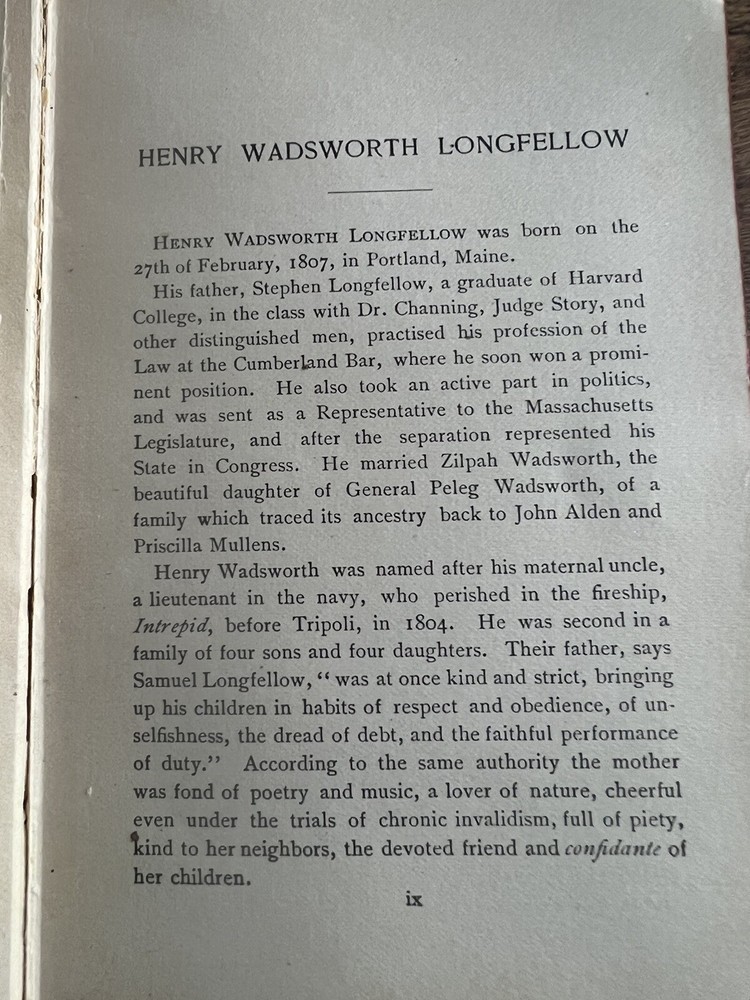 HENRY WADSWORTH LONGFELLOW
HENRY WADSWORTH LONGFELLOW was born on the
27th of February, 1807, in Portland, Maine.
His father, Stephen Longfellow, a graduate of Harvard
College, in the class with Dr. Channing, Judge Story, and
other distinguished men, practised his profession of the
Law at the Cumberland Bar, where he soon won a promi-
nent position. He also took an active part in politics,
and was sent as a Representative to the Massachusetts
Legislature, and after the separation represented his
State in Congress. He married Zilpah Wadsworth, the
beautiful daughter of General Peleg Wadsworth, of a
family which traced its ancestry back to John Alden and
Priscilla Mullens.
Henry Wadsworth was named after his maternal uncle,
a lieutenant in the navy, who perished in the fireship,
Intrepid, before Tripoli, in 1804. He was second in a
family of four sons and four daughters. Their father, says
Samuel Longfellow, “was at once kind and strict, bringing
up his children in habits of respect and obedience, of un-
selfishness, the dread of debt, and the faithful performance
of duty.” According to the same authority the mother
was fond of poetry and music, a lover of nature, cheerful
even under the trials of chronic invalidism, full of piety,
kind to her neighbors, the devoted friend and confidante of
her children.
ix